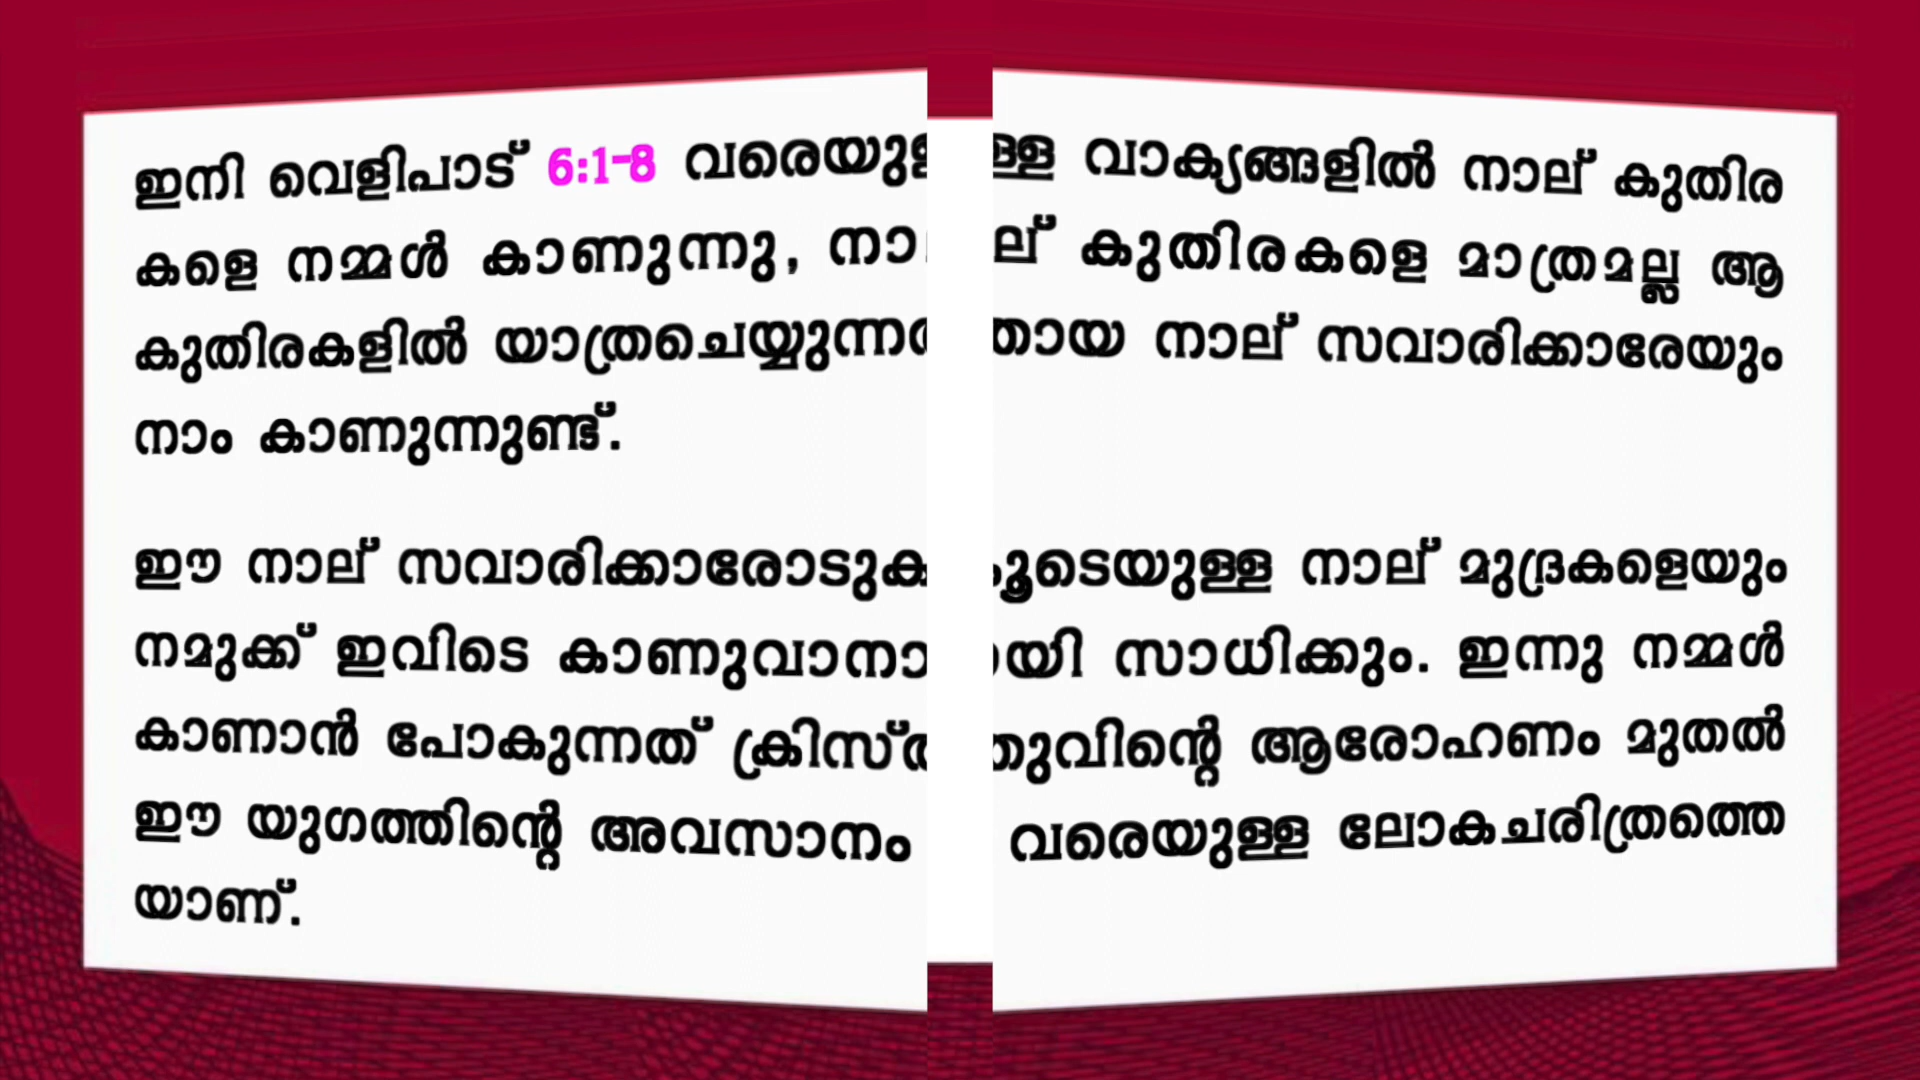 ഇനി വെളിപാട് 6:1-8 വരെയുള്ള വാക്യങ്ങളിൽ നാല് കുതിര
കളെ നമ്മൾ കാണുന്നു, നാല് കുതിരകളെ മാത്രമല്ല ആ
കുതിരകളിൽ യാത്രചെയ്യുന്നതായ നാല് സവാരിക്കാരേയും
നാം കാണുന്നുണ്ട്.
ഈ നാല് സവാരിക്കാരോടുകൂടെയുള്ള നാല് മുദ്രകളെയും
നമുക്ക് ഇവിടെ കാണുവാനായി സാധിക്കും. ഇന്നു നമ്മൾ
കാണാൻ പോകുന്നത് ക്രിസ്തുവിന്റെ ആരോഹണം മുതൽ
ഈ യുഗത്തിന്റെ അവസാനം വരെയുള്ള ലോകചരിത്രത്തെ
യാണ്.